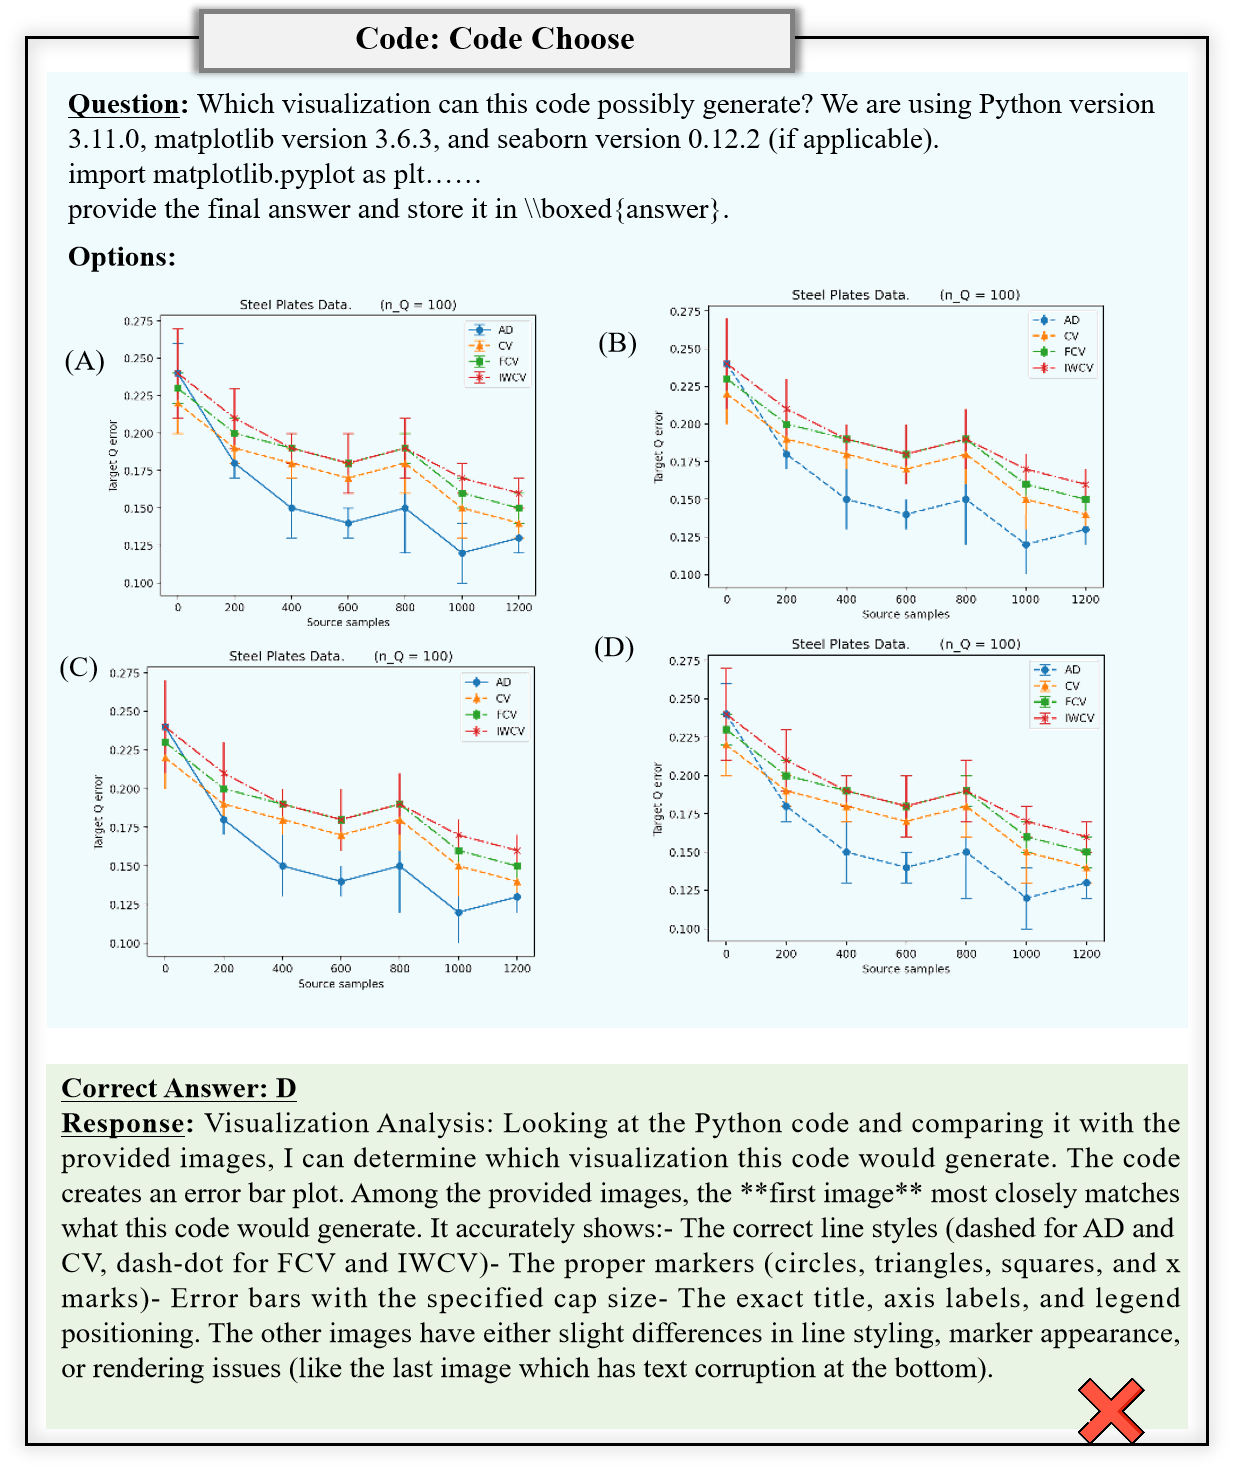 Code: Code Choose
Question: Which visualization can this code possibly generate? We are using Python version
3.11.0, matplotlib version 3.6.3, and seaborn version 0.12.2 (if applicable).
import matplotlib.pyplot as plt……
provide the final answer and store it in \\boxed{answer}.
Options:
(A)
Steel Plates Data. (n_Q = 100)
0.275
0.250
0.225
0.200
0.175
0.150
0.125
0.100
Target Q error
AD
CV
FCV
IWCV
0 200 400 600 800 1000 1200
Source samples
(B)
Steel Plates Data. (n_Q = 100)
0.275
0.250
0.225
0.200
0.175
0.150
0.125
0.100
Target Q error
AD
CV
FCV
IWCV
0 200 400 600 800 1000 1200
Source samples
(C)
Steel Plates Data. (n_Q = 100)
0.275
0.250
0.225
0.200
0.175
0.150
0.125
0.100
Target Q error
AD
CV
FCV
IWCV
0 200 400 600 800 1000 1200
Source samples
(D)
Steel Plates Data. (n_Q = 100)
0.275
0.250
0.225
0.200
0.175
0.150
0.125
0.100
Target Q error
AD
CV
FCV
IWCV
0 200 400 600 800 1000 1200
Source samples
Correct Answer: D
Response: Visualization Analysis: Looking at the Python code and comparing it with the
provided images, I can determine which visualization this code would generate. The code
creates an error bar plot. Among the provided images, the **first image** most closely matches
what this code would generate. It accurately shows:- The correct line styles (dashed for AD and
CV, dash-dot for FCV and IWCV)- The proper markers (circles, triangles, squares, and x
marks)- Error bars with the specified cap size- The exact title, axis labels, and legend
positioning. The other images have either slight differences in line styling, marker appearance,
or rendering issues (like the last image which has text corruption at the bottom).